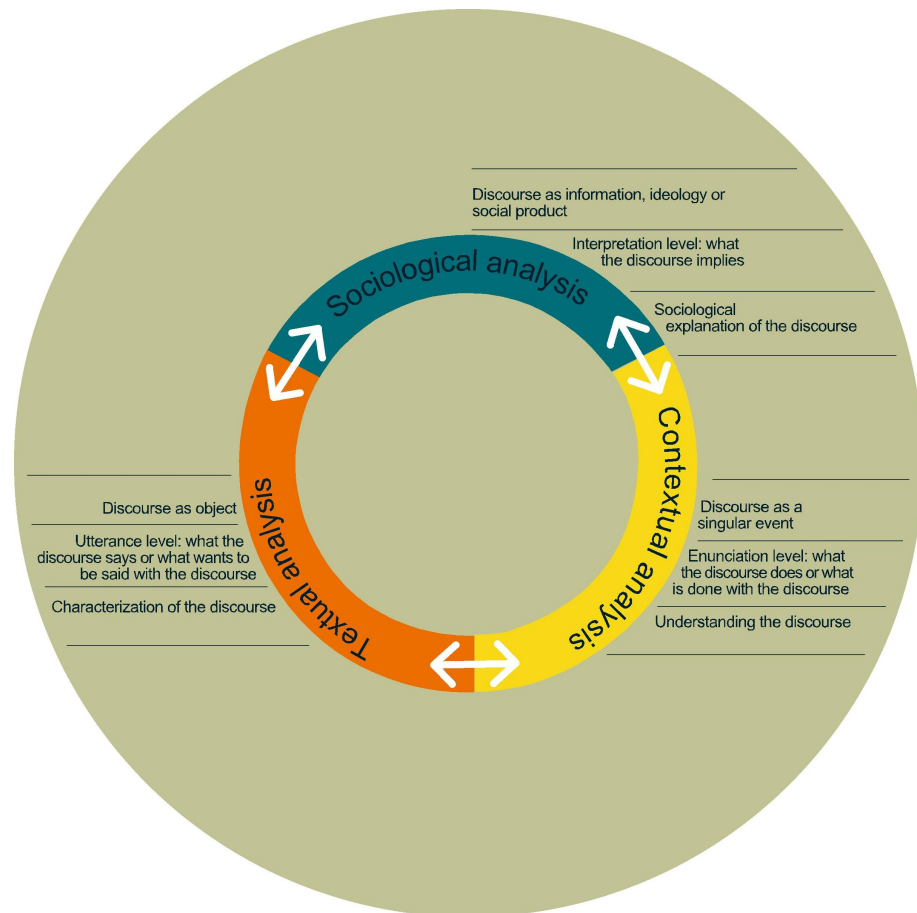 Sociological analysis
Discourse as information, ideology or
social product
Interpretation level: what
the discourse implies
Sociological
explanation of the discourse
Contextual analysis
Discourse as a
singular event
Enunciation level: what
the discourse does or what
is done with the discourse
Understanding the discourse
Textual analysis
Discourse as object
Utterance level: what the
discourse says or what wants to
be said with the discourse
Characterization of the discourse